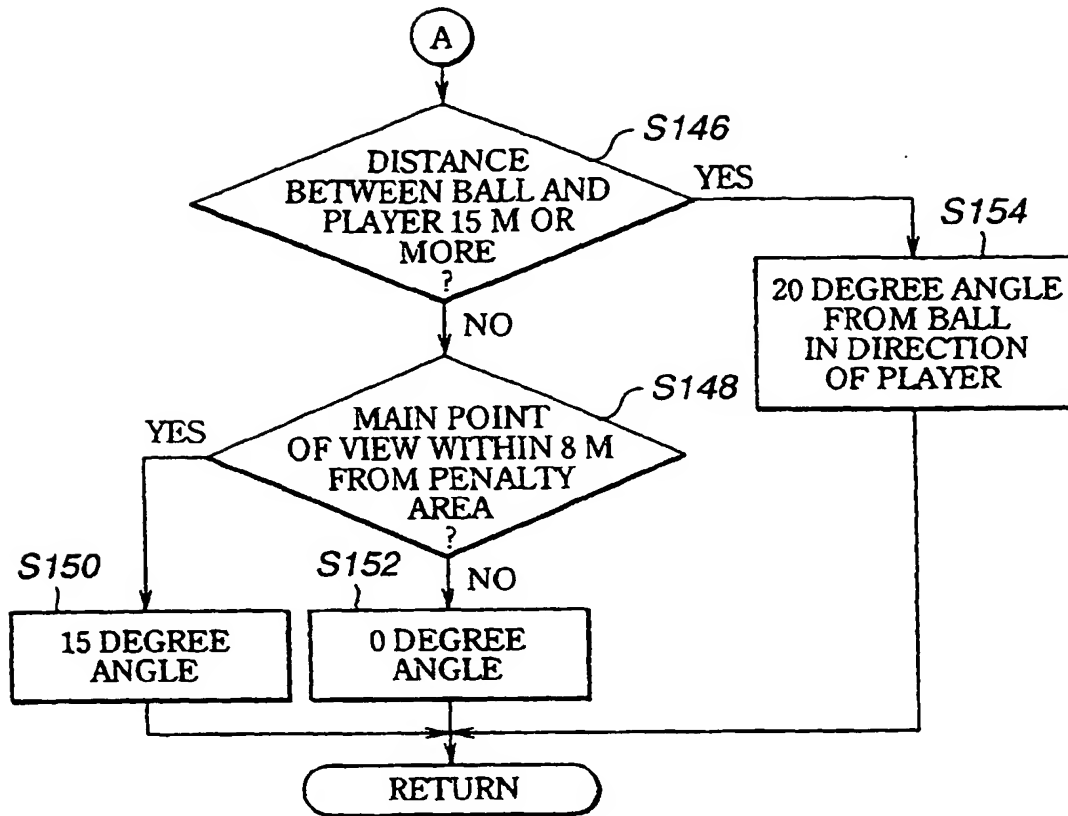 A
S146
DISTANCE
BETWEEN BALL AND
PLAYER 15 M OR
MORE
?
YES
S154
20 DEGREE ANGLE
FROM BALL
IN DIRECTION
OF PLAYER
NO
S148
MAIN POINT
OF VIEW WITHIN 8 M
FROM PENALTY
AREA
?
YES
S150
15 DEGREE
ANGLE
S152
NO
0 DEGREE
ANGLE
RETURN